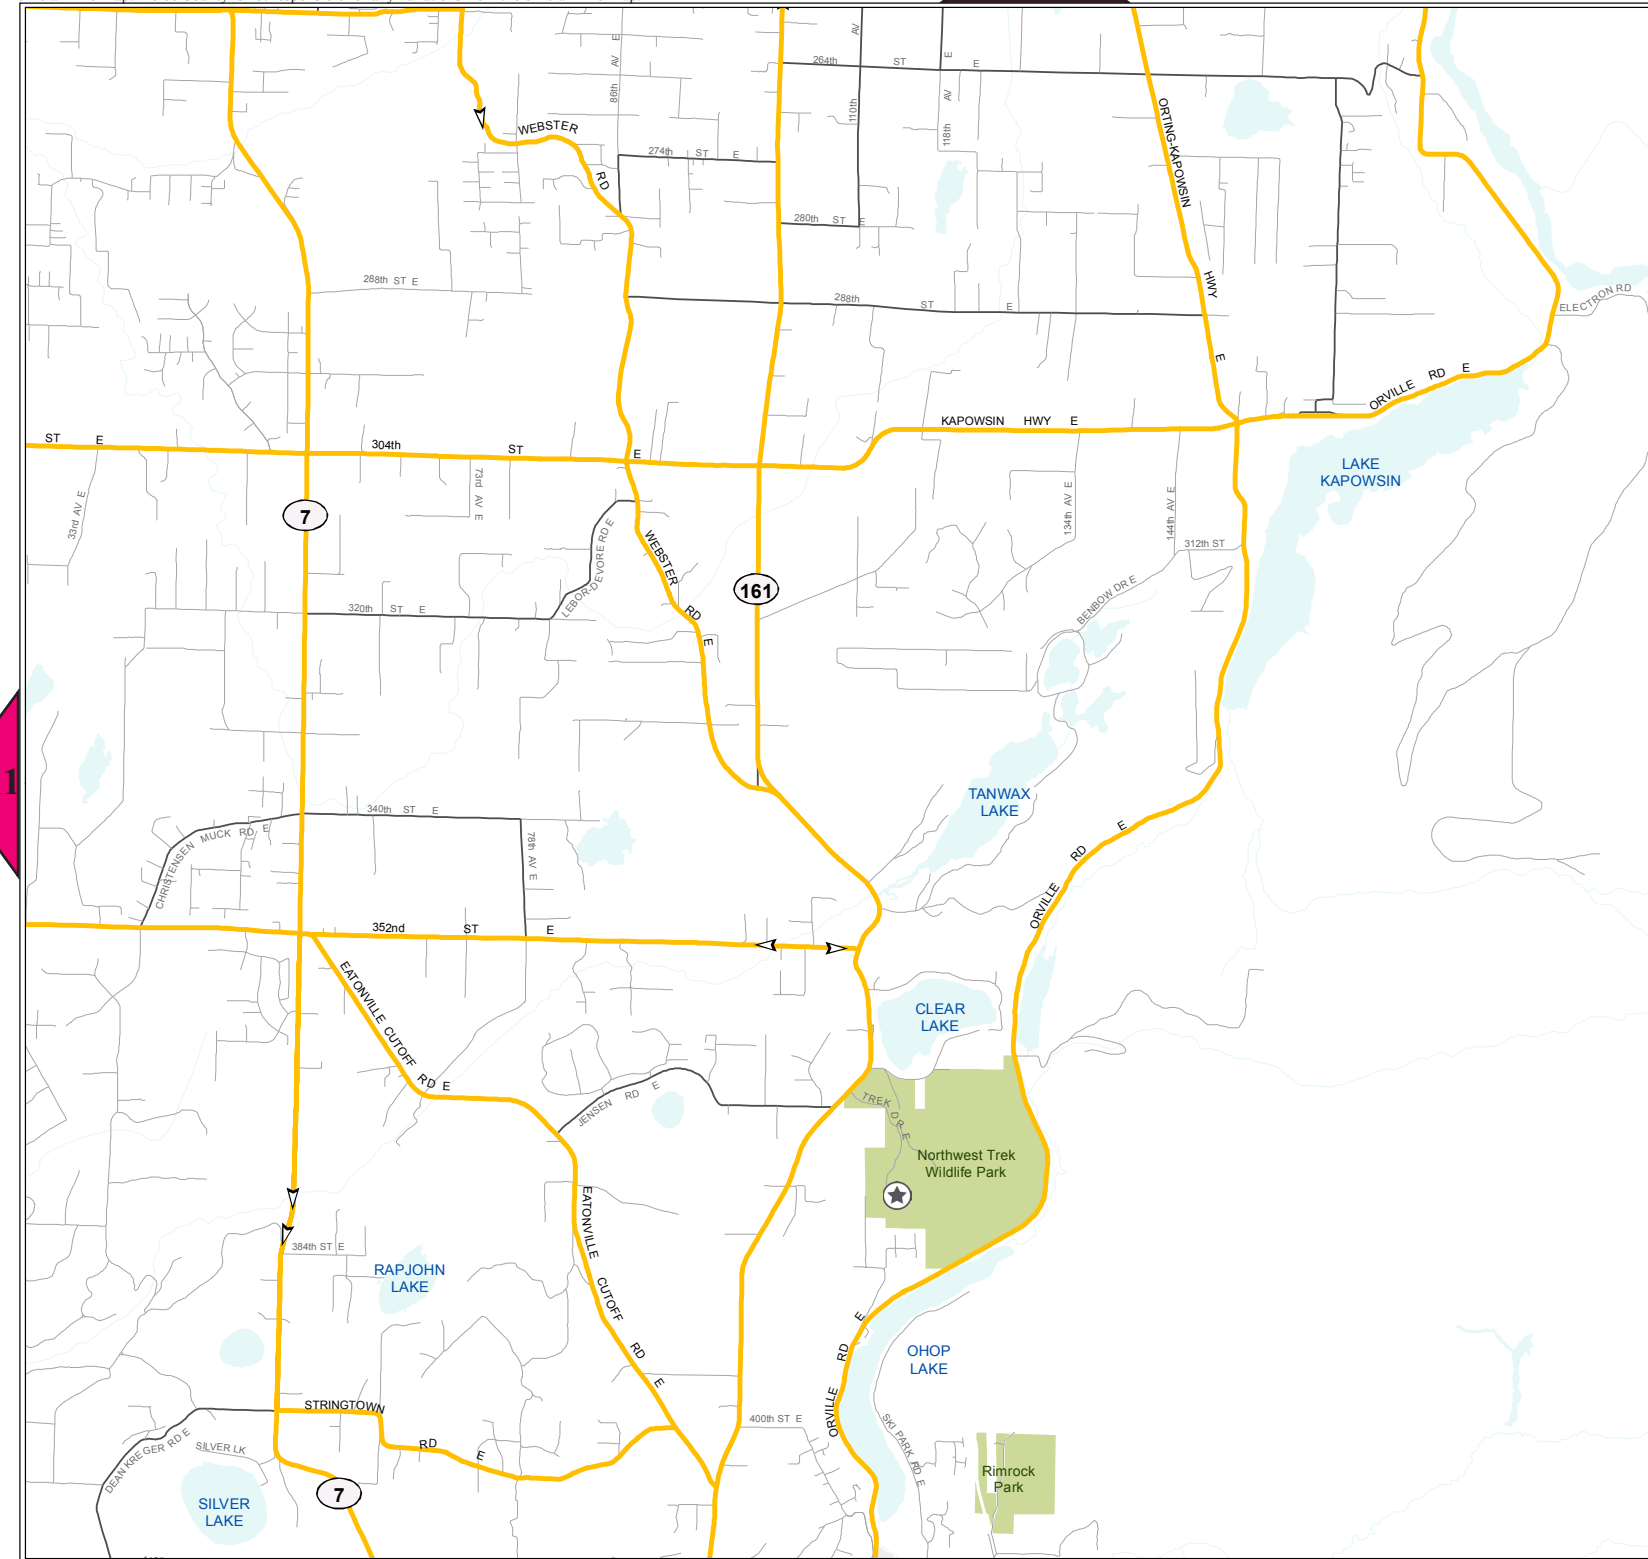 264th ST E
86th AV E
110th AV
118th AV E
WEBSTER RD
274th ST E
ORTING-KAPOWSIN HWY E
280th ST E
288th ST E
288th ST E
ELECTRON RD
ORVILLE RD E
KAPOWSIN HWY E
ST E
304th ST E
LAKE
KAPOWSIN
33rd AV E
73rd AV E
7
134th AV E
144th AV E
312th ST
LEBOR-DEVORE RD E
WEBSTER RD E
161
320th ST E
BENBOW DR E
TANWAX
LAKE
1
340th ST E
CHRISTENSEN MUCK RD E
78th AV E
ORVILLE RD E
352nd ST E
EATONVILLE CUTOFF RD E
CLEAR
LAKE
JENSEN RD E
TREK DR E
Northwest Trek
Wildlife Park
EATONVILLE CUTOFF RD E
384th ST E
RAPJOHN
LAKE
ORVILLE RD E
OHOP
LAKE
STRINGTOWN RD E
400th ST E
SKI PARK RD E
DEAN KREGER RD E
SILVER LK
Rimrock
Park
7
SILVER
LAKE